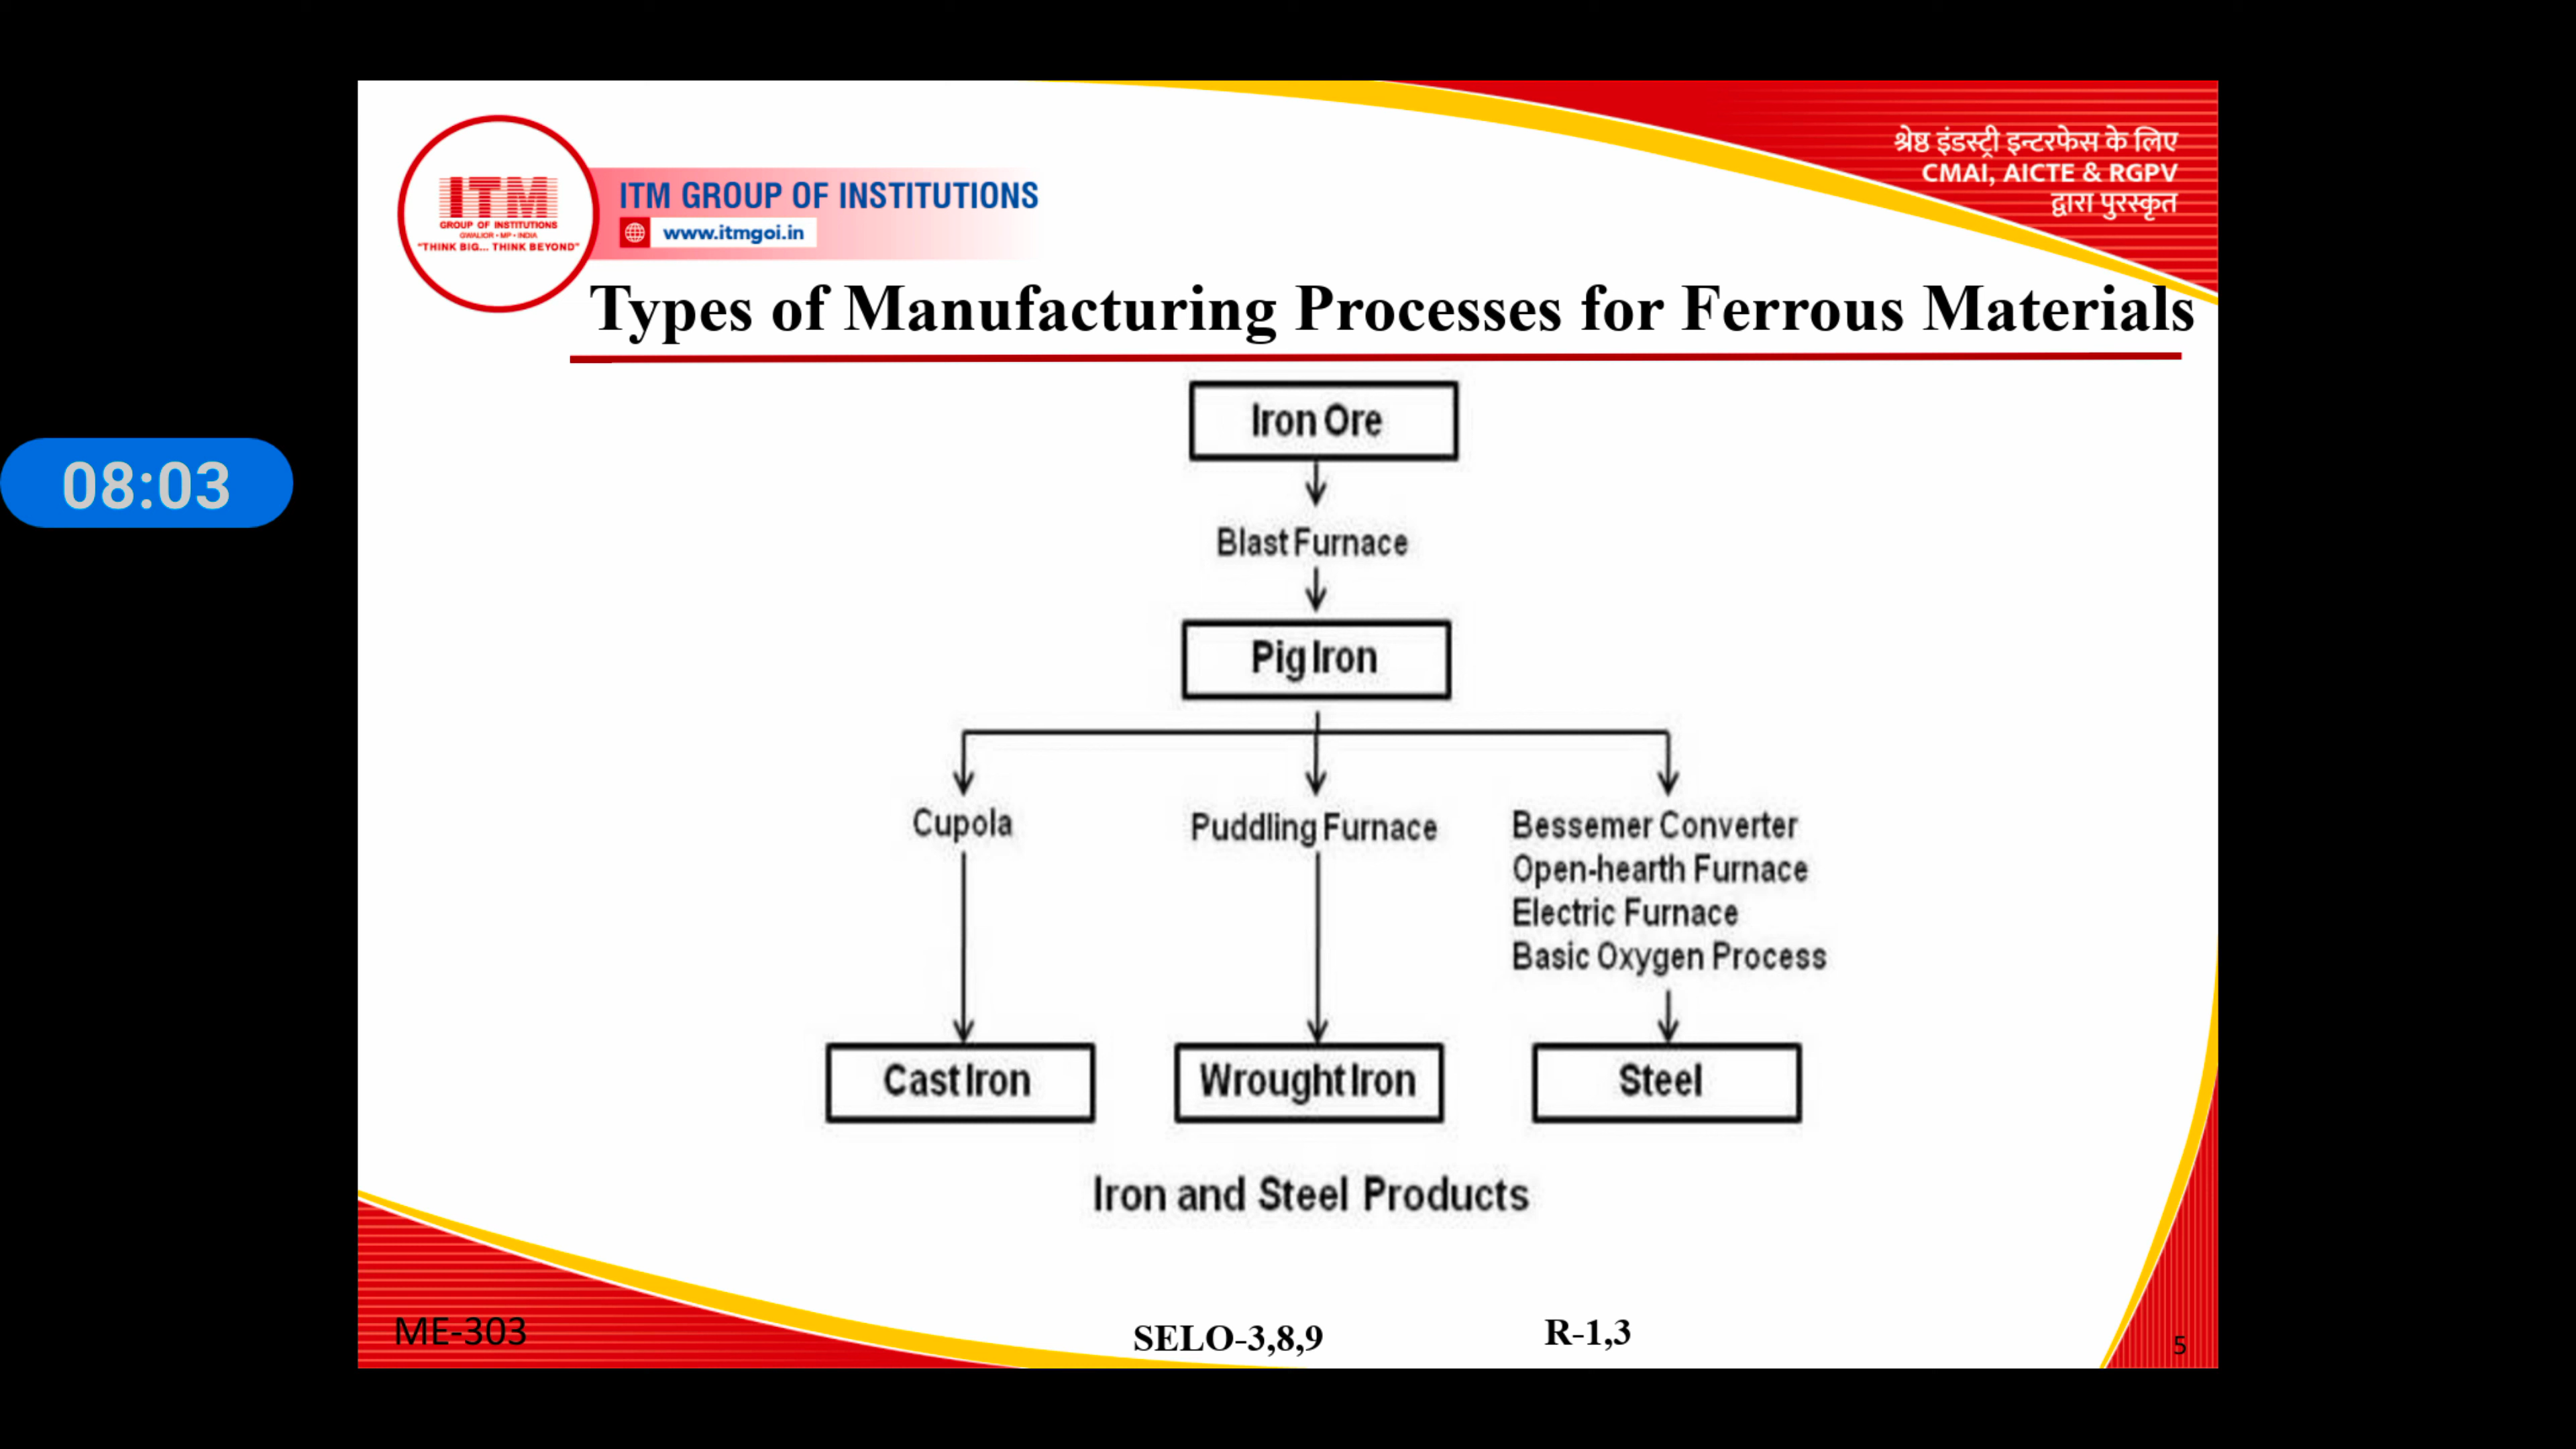 श्रेष्ठ इंडस्ट्री इन्टरफेस के लिए
CMAI, AICTE & RGPV
द्वारा पुरस्कृत
ITM
GROUP OF INSTITUTIONS
GWALIOR • MP • INDIA
"THINK BIG... THINK BEYOND"
ITM GROUP OF INSTITUTIONS
www.itmgoi.in
Types of Manufacturing Processes for Ferrous Materials
08:03
Iron Ore
Blast Furnace
Pig Iron
Cupola
Puddling Furnace
Bessemer Converter
Open-hearth Furnace
Electric Furnace
Basic Oxygen Process
Cast Iron
Wrought Iron
Steel
Iron and Steel Products
ME-303
SELO-3,8,9
R-1,3
5